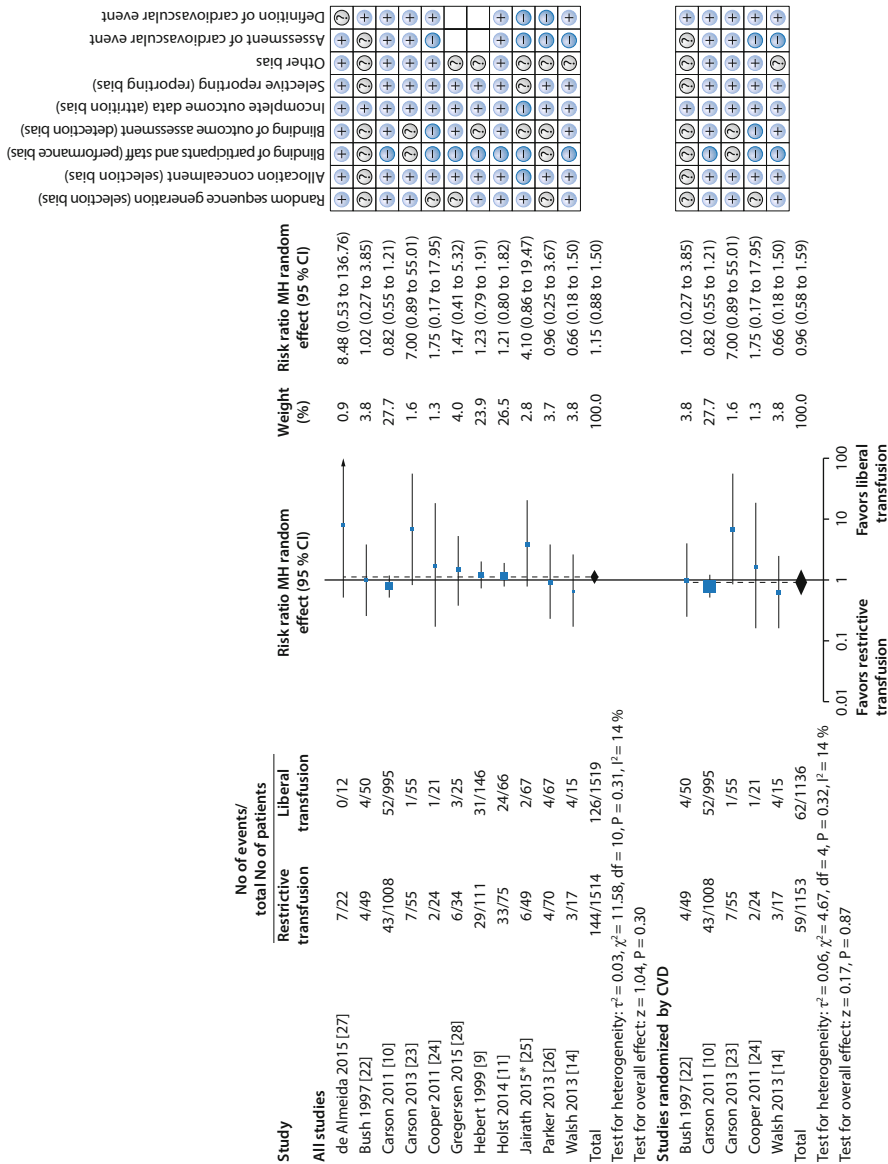 No of events/
total No of patients
Study
Restrictive
transfusion
Liberal
transfusion
Risk ratio MH random
effect (95 % CI)
Weight
(%)
Risk ratio MH random
effect (95 % CI)
Random sequence generation (selection bias)
Allocation concealment (selection bias)
Blinding of participants and staff (performance bias)
Blinding of outcome assessment (detection bias)
Incomplete outcome data (attritition bias)
Selective reporting (reporting bias)
Other bias
Assessment of cardiovascular event
Definition of cardiovascular event
All studies
de Almeida 2015 [27] 7/22 0/12 0.9 8.48 (0.53 to 136.76)
Bush 1997 [22] 4/49 4/50 3.8 1.02 (0.27 to 3.85)
Carson 2011 [10] 43/1008 52/995 27.7 0.82 (0.55 to 1.21)
Carson 2013 [23] 7/55 1/55 1.6 7.00 (0.89 to 55.01)
Cooper 2011 [24] 2/24 1/21 1.3 1.75 (0.17 to 17.95)
Gregersen 2015 [28] 6/34 3/25 4.0 1.47 (0.41 to 5.32)
Hebert 1999 [9] 29/111 31/146 23.9 1.23 (0.79 to 1.91)
Holst 2014 [11] 33/75 24/66 26.5 1.21 (0.80 to 1.82)
Jairath 2015* [25] 6/49 2/67 2.8 4.10 (0.86 to 19.47)
Parker 2013 [26] 4/70 4/67 3.7 0.96 (0.25 to 3.67)
Walsh 2013 [14] 3/17 4/15 3.8 0.66 (0.18 to 1.50)
Total 144/1514 126/1519 100.0 1.15 (0.88 to 1.50)
Test for heterogeneity: τ² = 0.03, χ² = 11.58, df = 10, P = 0.31, I² = 14 %
Test for overall effect: z = 1.04, P = 0.30
Studies randomized by CVD
Bush 1997 [22] 4/49 4/50 3.8 1.02 (0.27 to 3.85)
Carson 2011 [10] 43/1008 52/995 27.7 0.82 (0.55 to 1.21)
Carson 2013 [23] 7/55 1/55 1.6 7.00 (0.89 to 55.01)
Cooper 2011 [24] 2/24 1/21 1.3 1.75 (0.17 to 17.95)
Walsh 2013 [14] 3/17 4/15 3.8 0.66 (0.18 to 1.50)
Total 59/1153 62/1136 100.0 0.96 (0.58 to 1.59)
Test for heterogeneity: τ² = 0.06, χ² = 4.67, df = 4, P = 0.32, I² = 14 %
Test for overall effect: z = 0.17, P = 0.87
0.01 0.1 1 10 100
Favors restrictive
transfusion
Favors liberal
transfusion